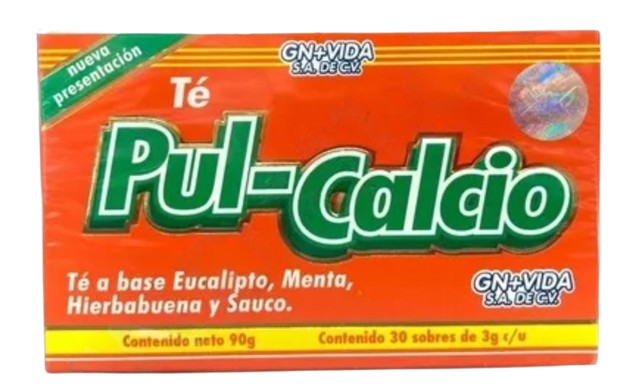 nueva
presentación
GN+VIDA
S.A. DE C.V.
Té
Pul-Calcio
Té a base Eucalipto, Menta,
Hierbabuena y Sauco.
GN+VIDA
S.A. DE C.V.
Contenido neto 90g
Contenido 30 sobres de 3g c/u